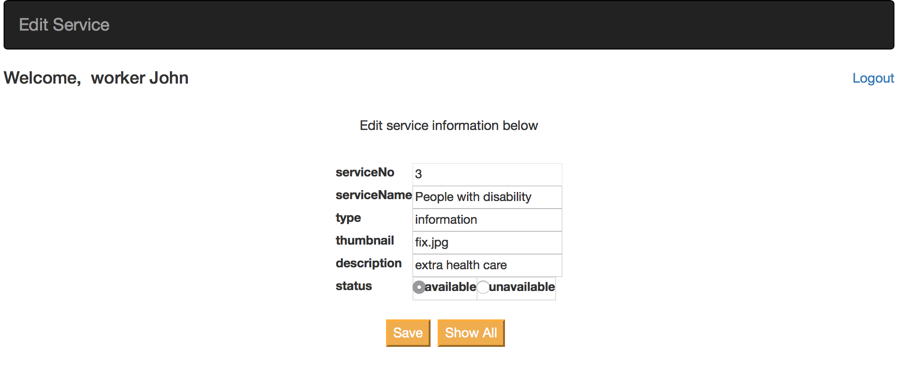 Edit Service
Welcome,  worker John
Logout
Edit service information below
serviceNo 3
serviceName People with disability
type information
thumbnail fix.jpg
description extra health care
status available unavailable
Save Show All